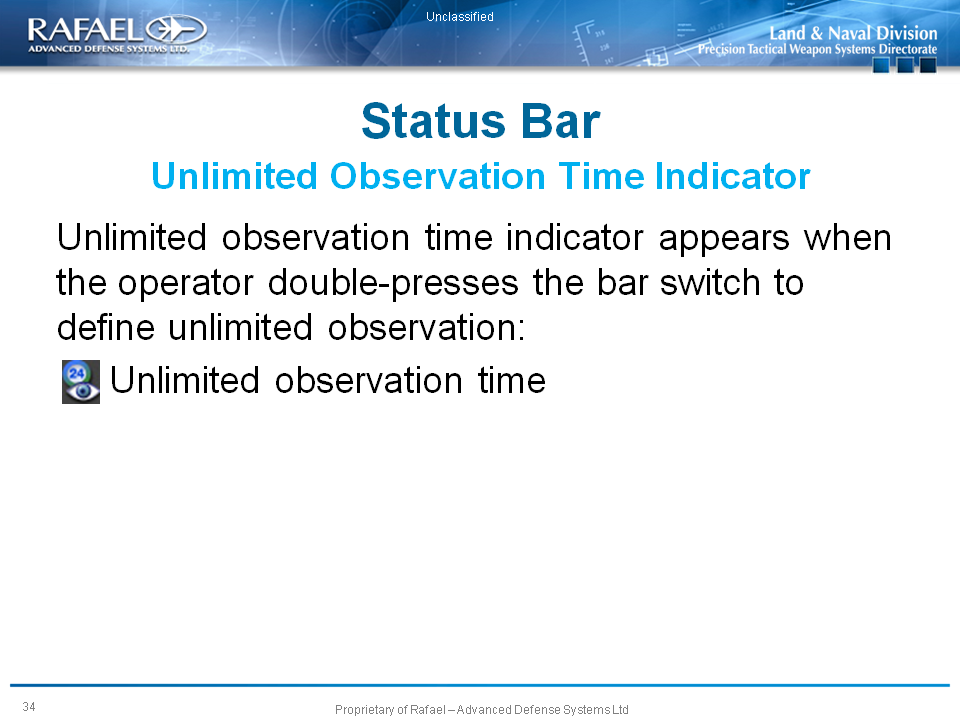 Unclassified
RAFAEL
ADVANCED DEFENSE SYSTEMS LTD.
Land & Naval Division
Precision Tactical Weapon Systems Directorate
Status Bar
Unlimited Observation Time Indicator
Unlimited observation time indicator appears when
the operator double-presses the bar switch to
define unlimited observation:
24
Unlimited observation time
34
Proprietary of Rafael – Advanced Defense Systems Ltd